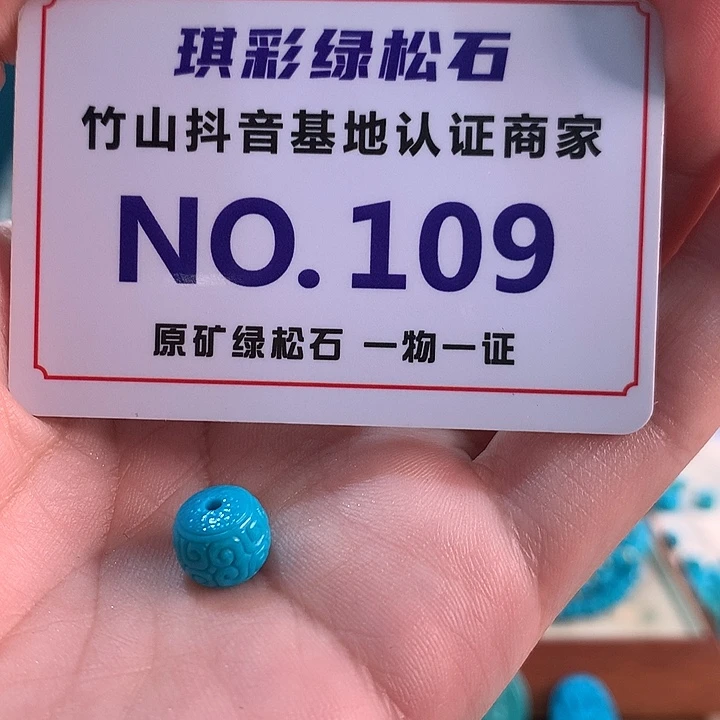 琪彩绿松石
竹山抖音基地认证商家
NO.109
原矿绿松石 一物一证